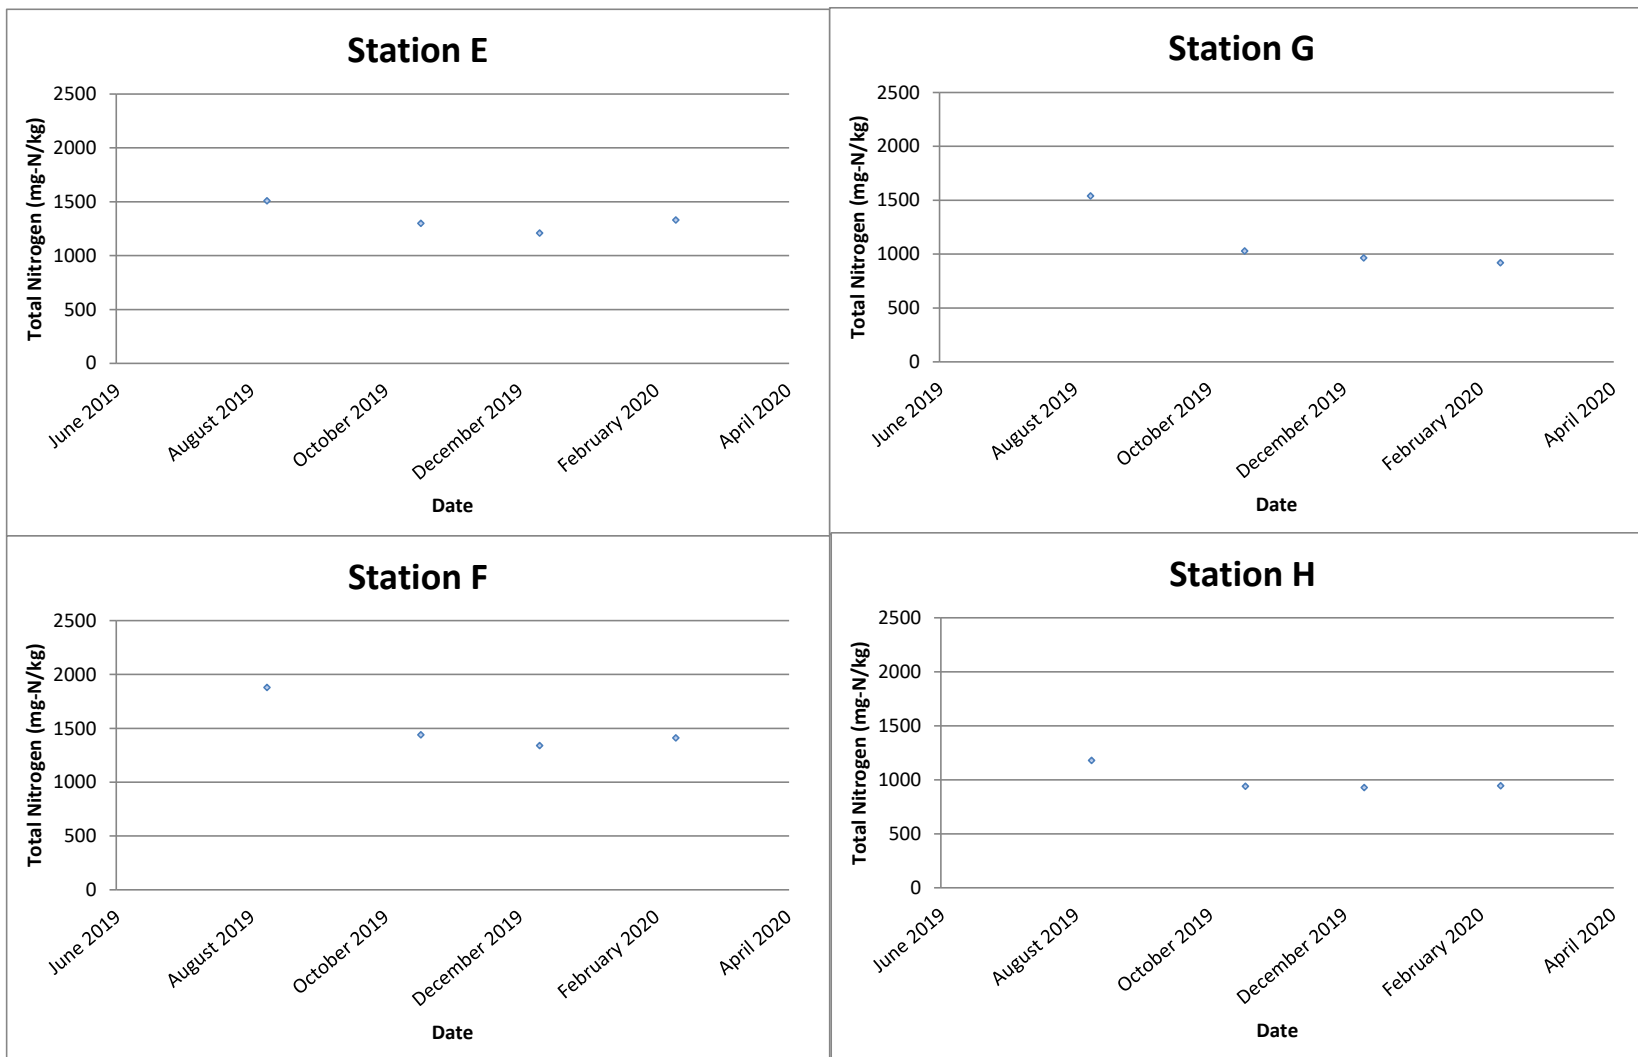 Station E
Total Nitrogen (mg-N/kg)
2500
2000
1500
1000
500
0
June 2019
August 2019
October 2019
December 2019
February 2020
April 2020
Date
Station G
Total Nitrogen (mg-N/kg)
2500
2000
1500
1000
500
0
June 2019
August 2019
October 2019
December 2019
February 2020
April 2020
Date
Station F
Total Nitrogen (mg-N/kg)
2500
2000
1500
1000
500
0
June 2019
August 2019
October 2019
December 2019
February 2020
April 2020
Date
Station H
Total Nitrogen (mg-N/kg)
2500
2000
1500
1000
500
0
June 2019
August 2019
October 2019
December 2019
February 2020
April 2020
Date